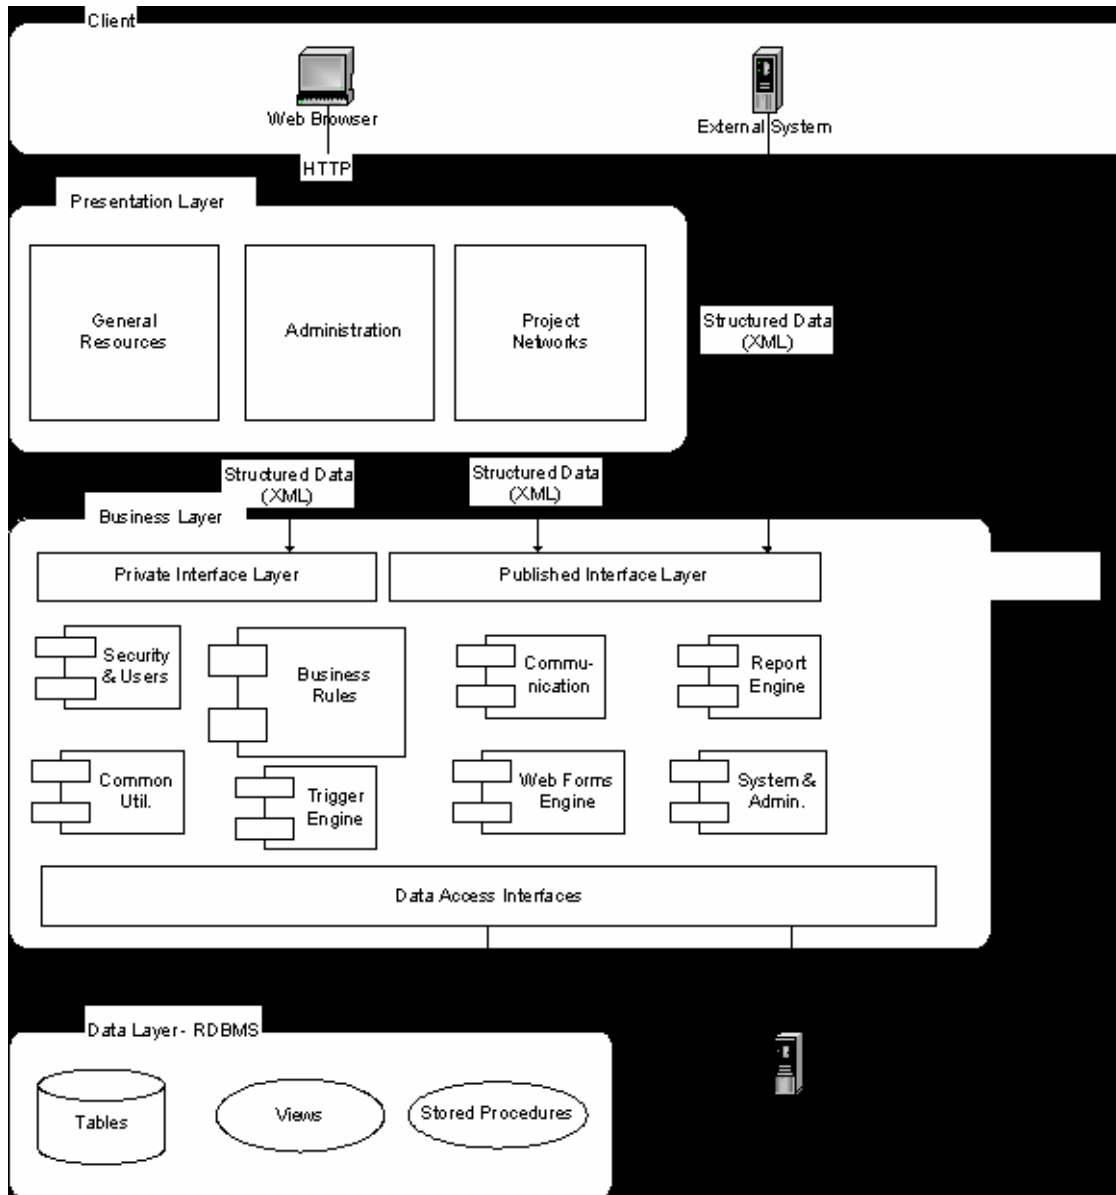 Client
Web Browser
External System
HTTP
Presentation Layer
General
Resources
Administration
Project
Networks
Structured Data
(XML)
Structured Data
(XML)
Structured Data
(XML)
Business Layer
Private Interface Layer
Published Interface Layer
Security
& Users
Business
Rules
Commu-
nication
Report
Engine
Common
Util.
Trigger
Engine
Web Forms
Engine
System &
Admin.
Data Access Interfaces
Data Layer - RDBMS
Tables
Views
Stored Procedures